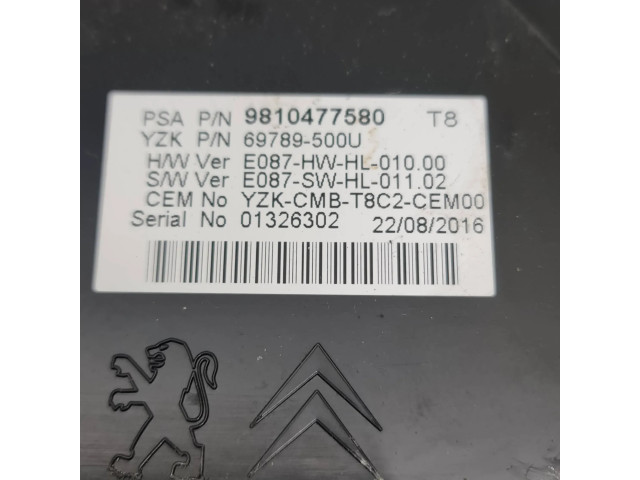 PSA P/N 9810477580 T8
YZK P/N 69789-500U
H/W Ver E087-HW-HL-010.00
S/W Ver E087-SW-HL-011.02
CEM No YZK-CMB-T8C2-CEM00
Serial No 01326302 22/08/2016